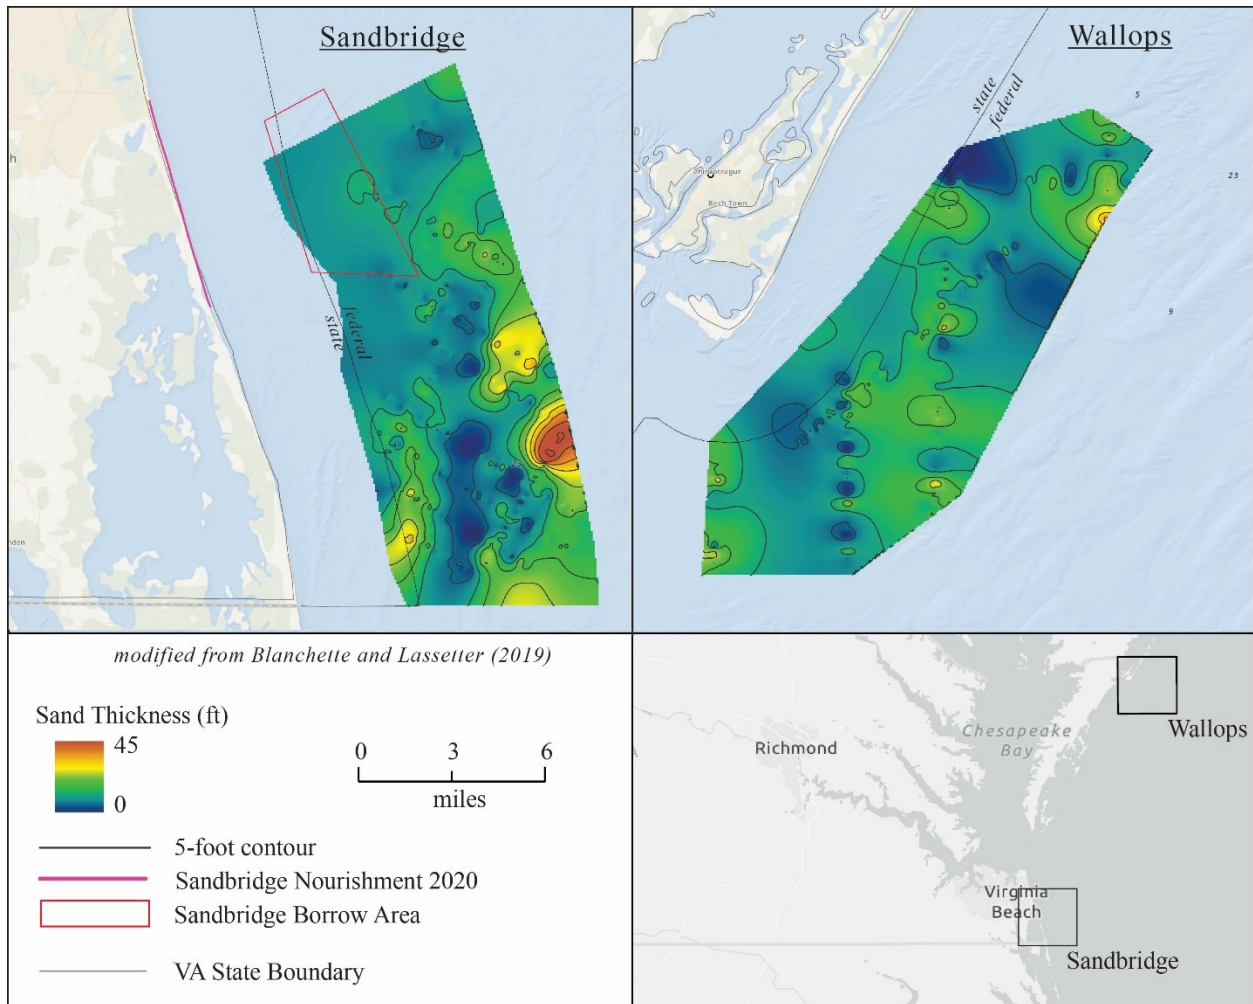 Sandbridge
federal
state
nden
Wallops
state
federal
5
23
9
Chincoteague
Birch Town
modified from Blanchette and Lassetter (2019)
Sand Thickness (ft)
45
0
0 3 6
miles
5-foot contour
Sandbridge Nourishment 2020
Sandbridge Borrow Area
VA State Boundary
Richmond
Chesapeake
Bay
Wallops
Virginia
Beach
Sandbridge